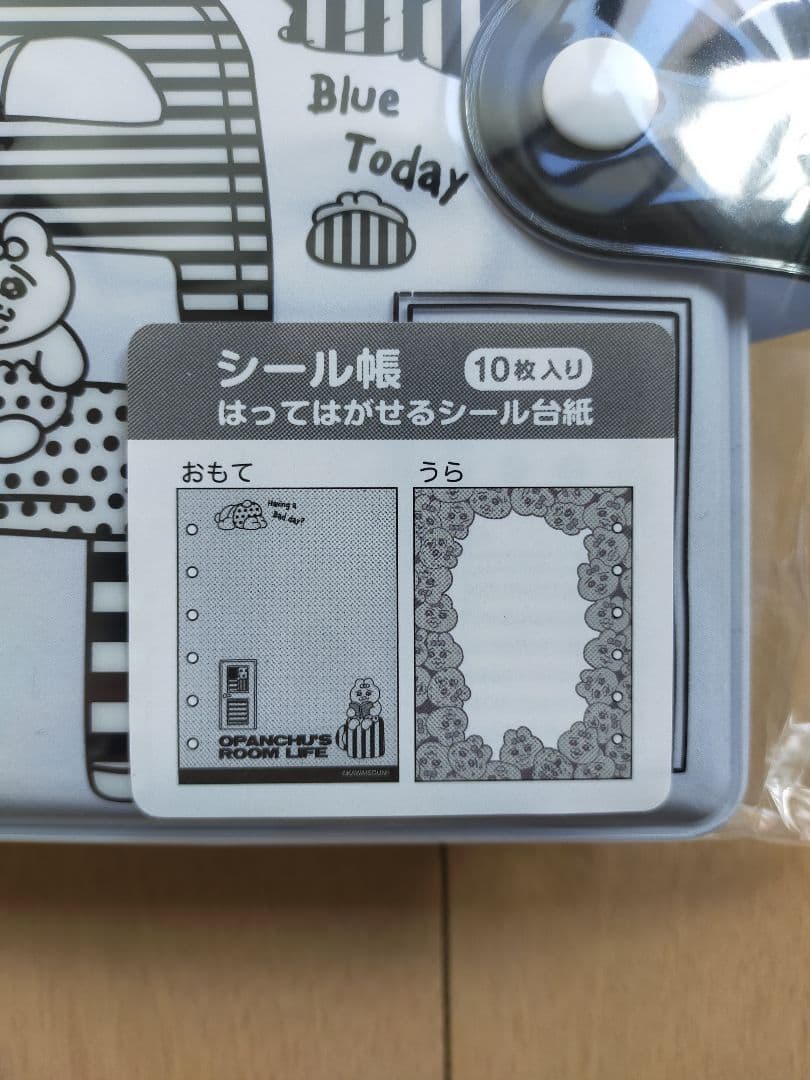 Blue
Today
シール帳
10枚入り
はってはがせるシール台紙
おもて
うら
Having a
Bad day?
OPANCHU'S
ROOM LIFE
©KAWAISOUNI!